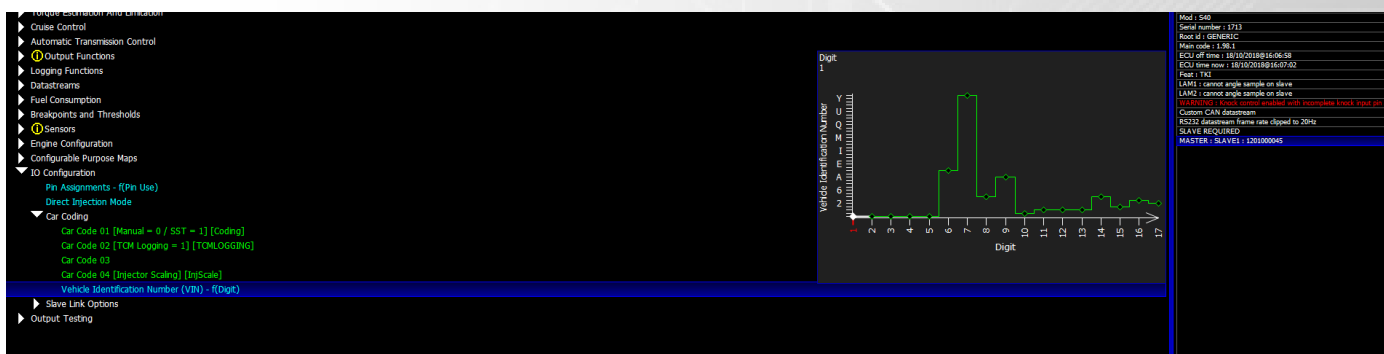 Torque Estimation And Limitation
Cruise Control
Automatic Transmission Control
Output Functions
Logging Functions
Datastreams
Fuel Consumption
Breakpoints and Thresholds
Sensors
Engine Configuration
Configurable Purpose Maps
IO Configuration
Pin Assignments - f(Pin Use)
Direct Injection Mode
Car Coding
Car Code 01 [Manual = 0 / SST = 1] [Coding]
Car Code 02 [TCM Logging = 1] [TCMLOGGING]
Car Code 03
Car Code 04 [Injector Scaling] [InjScale]
Vehicle Identification Number (VIN) - f(Digit)
Slave Link Options
Output Testing
Digit
1
Vehicle Identification Number
Y
U
Q
M
I
E
A
6
2
1 2 3 4 5 6 7 8 9 10 11 12 13 14 15 16 17
Digit
Mod : S40
Serial number : 1713
Root id : GENERIC
Main code : 1.98.1
ECU off time : 18/10/2018@16:06:58
ECU time now : 18/10/2018@16:07:02
Feat : TKI
LAM1 : cannot angle sample on slave
LAM2 : cannot angle sample on slave
WARNING : Knock control enabled with incomplete knock input pin
Custom CAN datastream
RS232 datastream frame rate clipped to 20Hz
SLAVE REQUIRED
MASTER : SLAVE1 : 1201000045